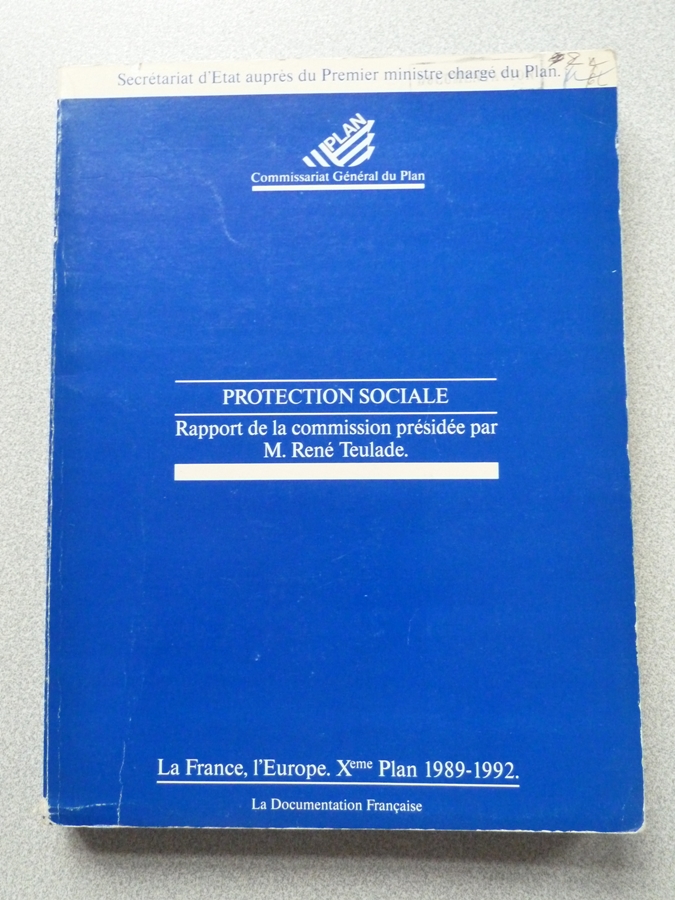 Secrétariat d'Etat auprès du Premier ministre chargé du Plan.
PLAN
Commissariat Général du Plan
PROTECTION SOCIALE
Rapport de la commission présidée par
M. René Teulade.
La France, l'Europe. Xeme Plan 1989-1992.
La Documentation Française